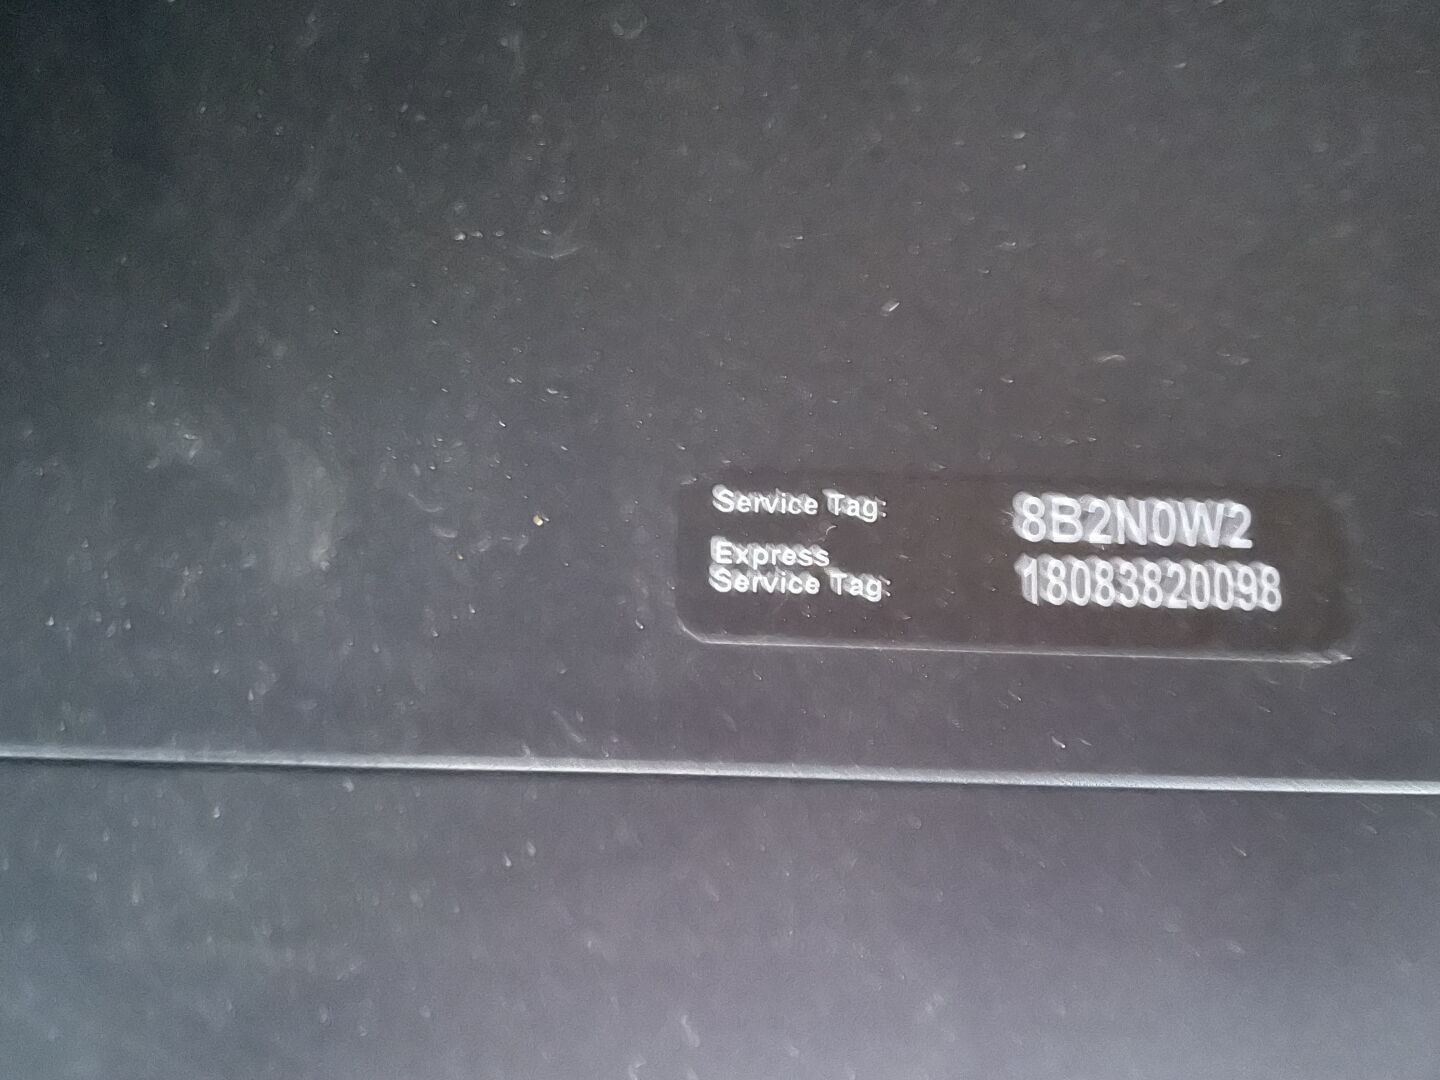 Service Tag: 8B2N0W2
Express
Service Tag: 18083820098